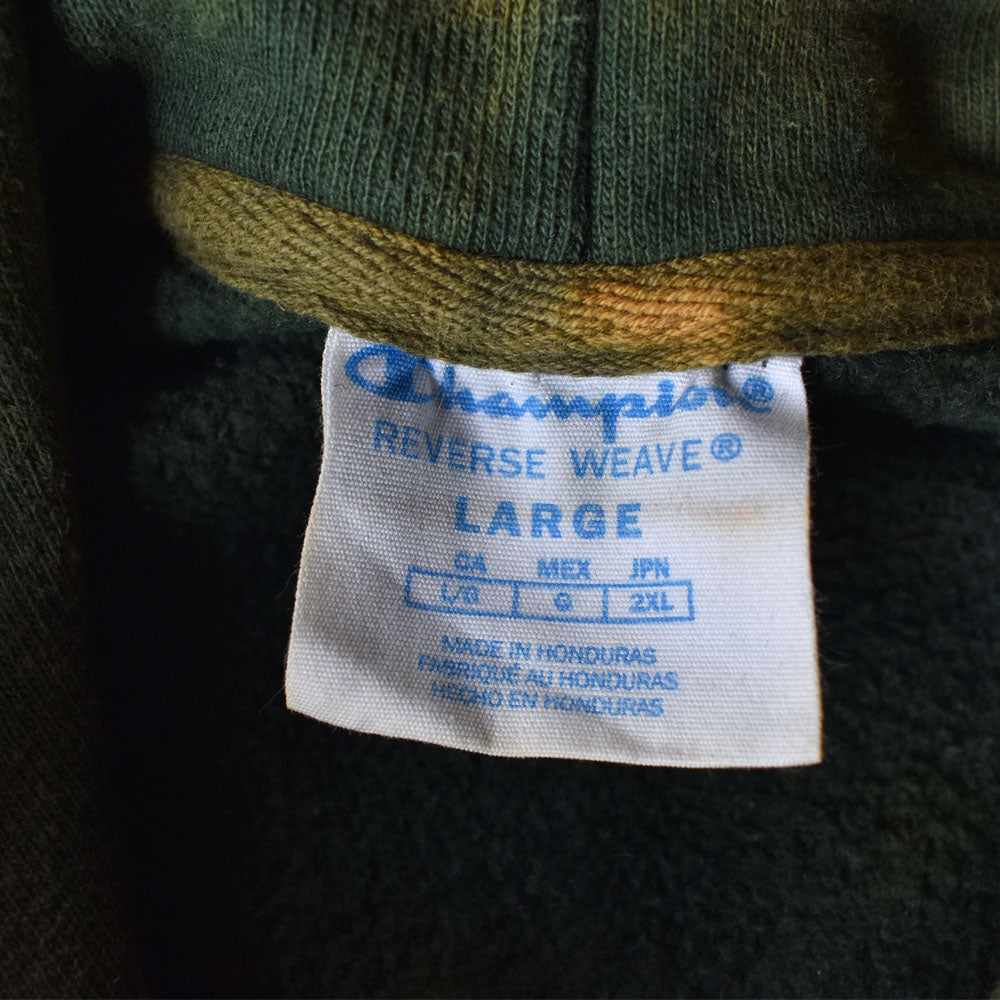 Champion®
REVERSE WEAVE®
LARGE
CA MEX JPN
L/G G 2XL
MADE IN HONDURAS
FABRIQUÉ AU HONDURAS
HECHO EN HONDURAS